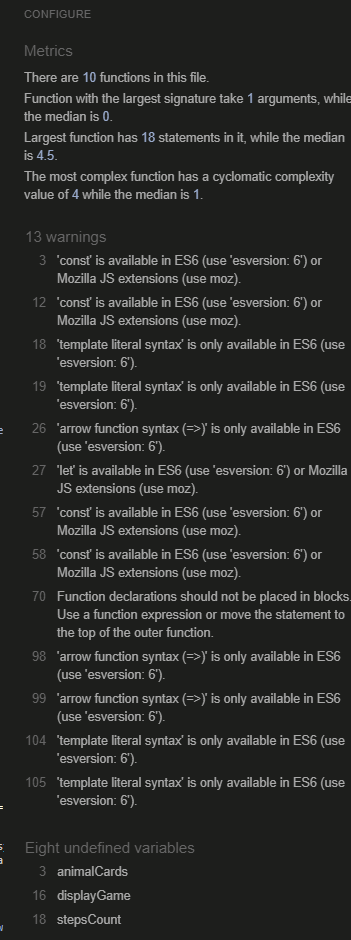 CONFIGURE
Metrics
There are 10 functions in this file.
Function with the largest signature take 1 arguments, while
the median is 0.
Largest function has 18 statements in it, while the median
is 4.5.
The most complex function has a cyclomatic complexity
value of 4 while the median is 1.
13 warnings
3 'const' is available in ES6 (use 'esversion: 6') or
Mozilla JS extensions (use moz).
12 'const' is available in ES6 (use 'esversion: 6') or
Mozilla JS extensions (use moz).
18 'template literal syntax' is only available in ES6 (use
'esversion: 6').
19 'template literal syntax' is only available in ES6 (use
'esversion: 6').
26 'arrow function syntax (=>)' is only available in ES6
(use 'esversion: 6').
27 'let' is available in ES6 (use 'esversion: 6') or Mozilla
JS extensions (use moz).
57 'const' is available in ES6 (use 'esversion: 6') or
Mozilla JS extensions (use moz).
58 'const' is available in ES6 (use 'esversion: 6') or
Mozilla JS extensions (use moz).
70 Function declarations should not be placed in blocks.
Use a function expression or move the statement to
the top of the outer function.
98 'arrow function syntax (=>)' is only available in ES6
(use 'esversion: 6').
99 'arrow function syntax (=>)' is only available in ES6
(use 'esversion: 6').
104 'template literal syntax' is only available in ES6 (use
'esversion: 6').
105 'template literal syntax' is only available in ES6 (use
'esversion: 6').
Eight undefined variables
3 animalCards
16 displayGame
18 stepsCount